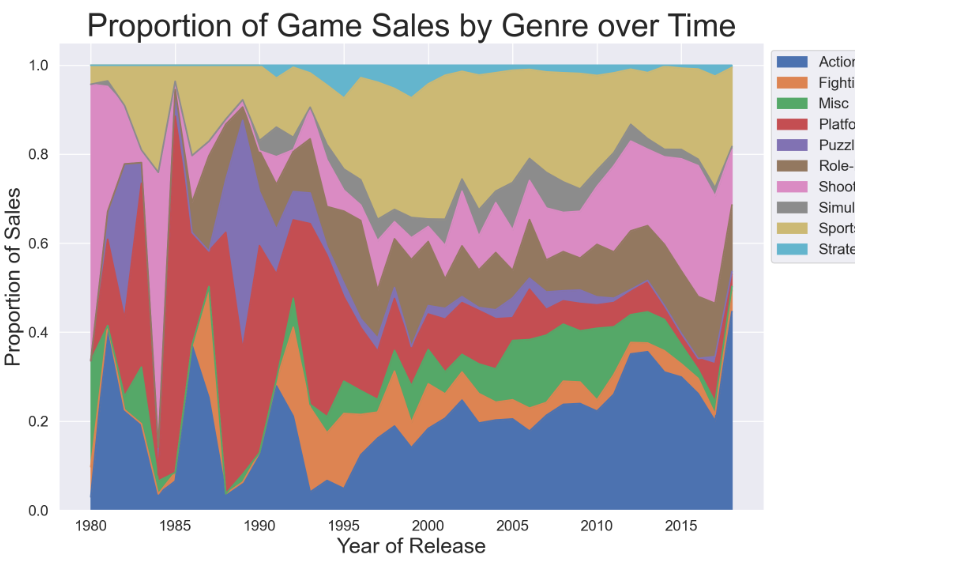 Proportion of Game Sales by Genre over Time
1.0
0.8
0.6
0.4
0.2
0.0
Proportion of Sales
1980 1985 1990 1995 2000 2005 2010 2015
Year of Release
Action
Fighti
Misc
Platfo
Puzzl
Role-
Shoot
Simul
Sports
Strate